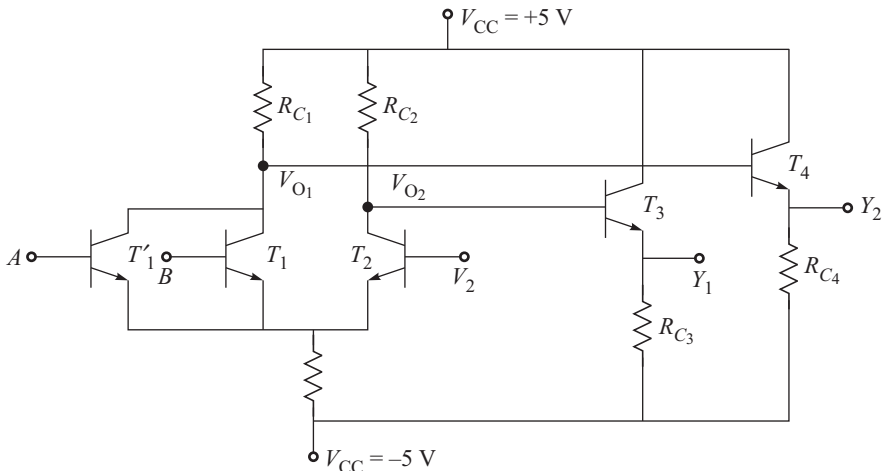 V_CC = +5 V
R_C1
R_C2
V_O1
V_O2
T_4
Y_2
T_3
A
T'_1
B
T_1
T_2
V_2
Y_1
R_C4
R_C3
V_CC = –5 V